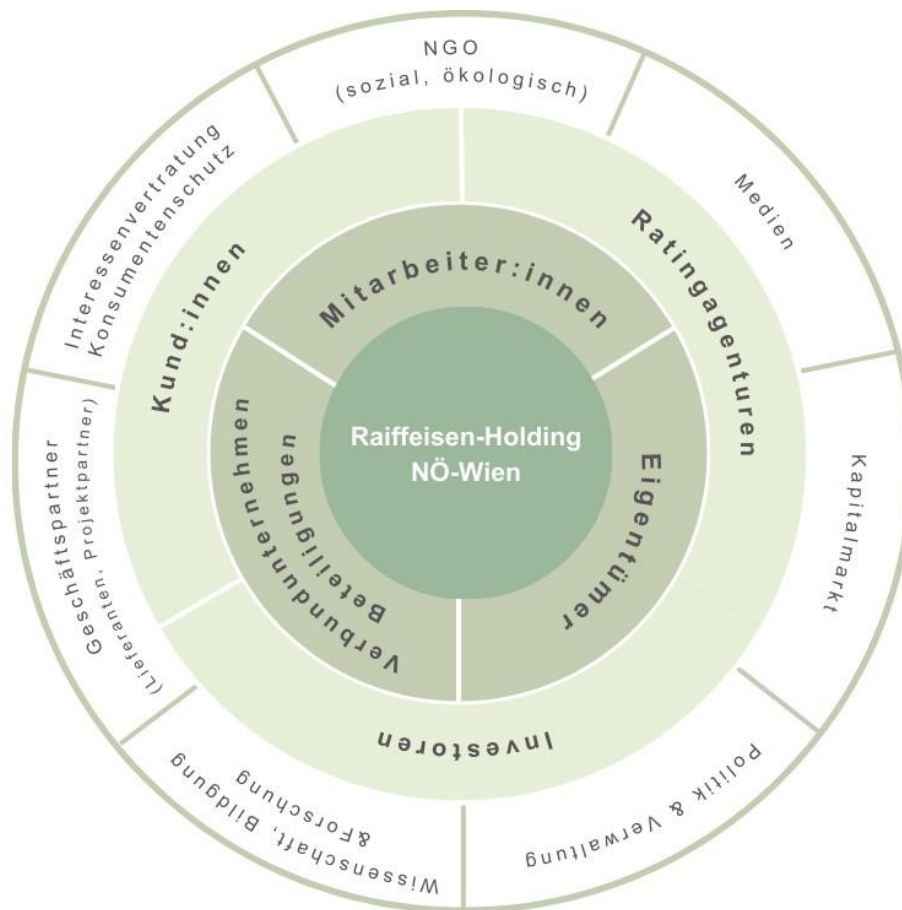 NGO
(sozial, ökologisch)
Medien
Kapitalmarkt
Politik & Verwaltung
Wissenschaft, Bildgung
&Forschung
Geschäftspartner
(Lieferanten, Projektpartner)
Interessenvertratung
Konsumentenschutz
Kund:innen
Ratingagenturen
Investoren
Mitarbeiter:innen
Eigentümer
Verbundunternehmen
Beteiligungen
Raiffeisen-Holding
NÖ-Wien